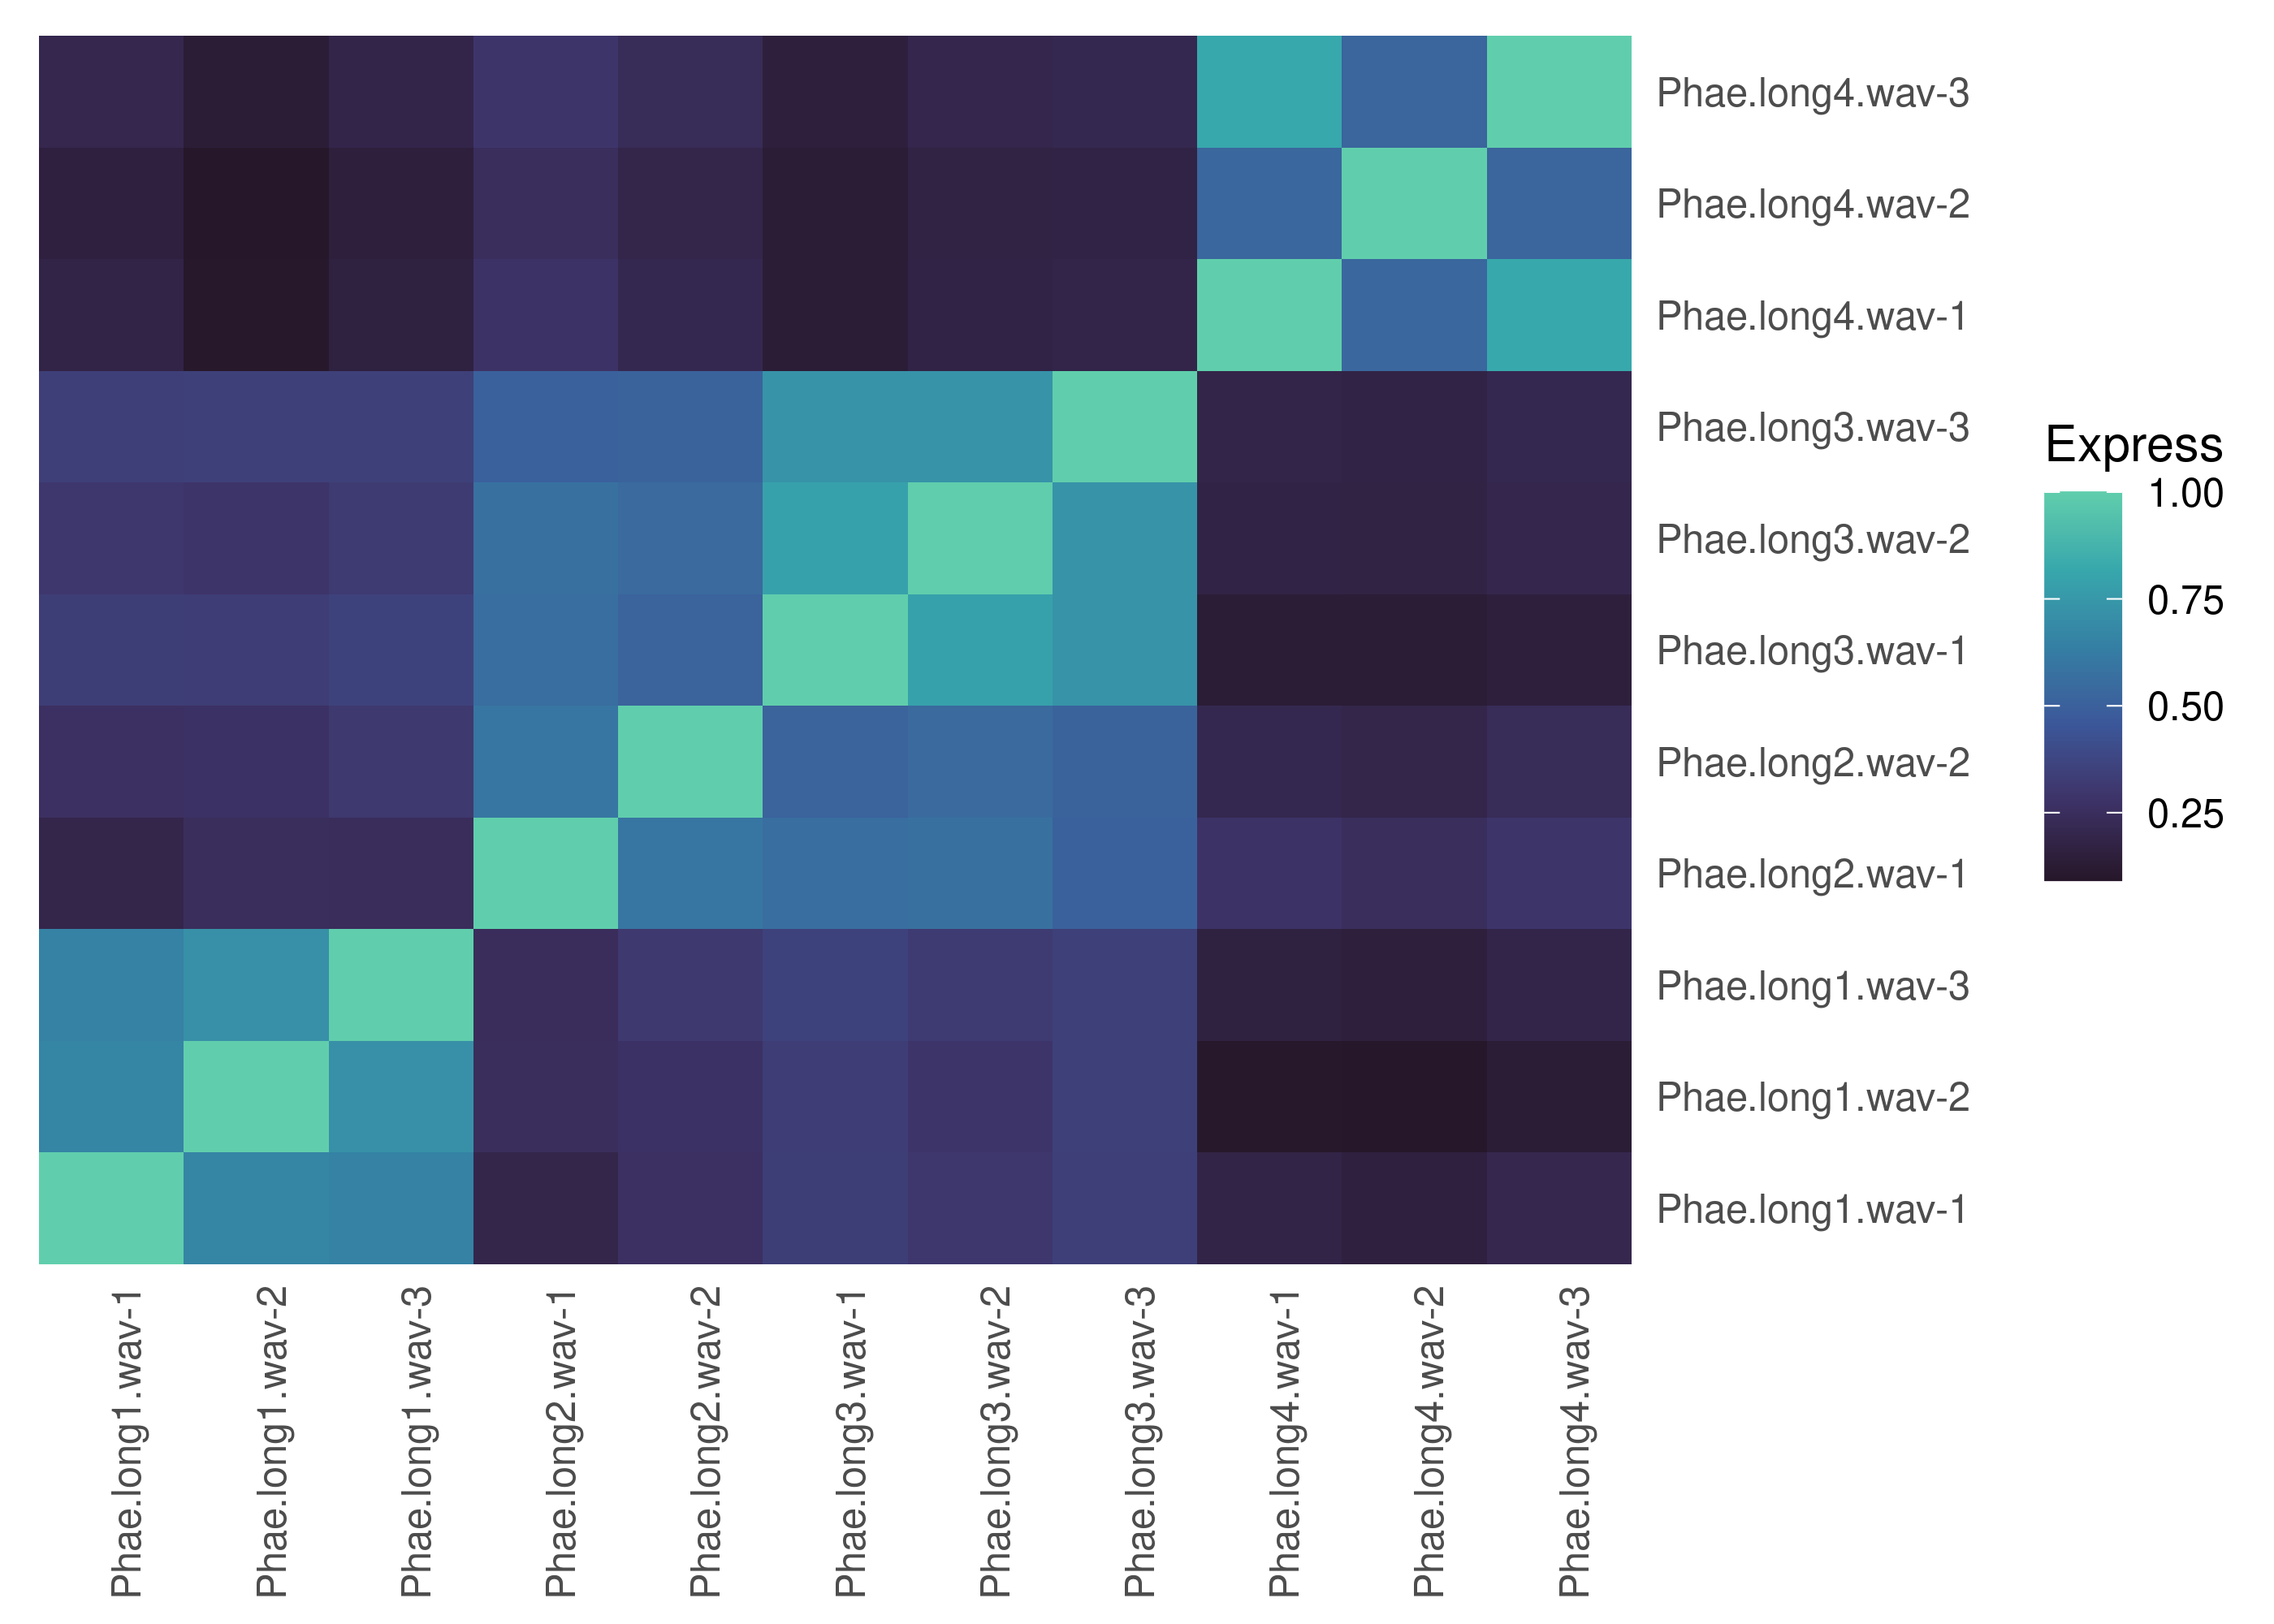 Phae.long4.wav-3
Phae.long4.wav-2
Phae.long4.wav-1
Phae.long3.wav-3
Phae.long3.wav-2
Phae.long3.wav-1
Phae.long2.wav-2
Phae.long2.wav-1
Phae.long1.wav-3
Phae.long1.wav-2
Phae.long1.wav-1
Express
1.00
0.75
0.50
0.25
Phae.long1.wav-1
Phae.long1.wav-2
Phae.long1.wav-3
Phae.long2.wav-1
Phae.long2.wav-2
Phae.long3.wav-1
Phae.long3.wav-2
Phae.long3.wav-3
Phae.long4.wav-1
Phae.long4.wav-2
Phae.long4.wav-3